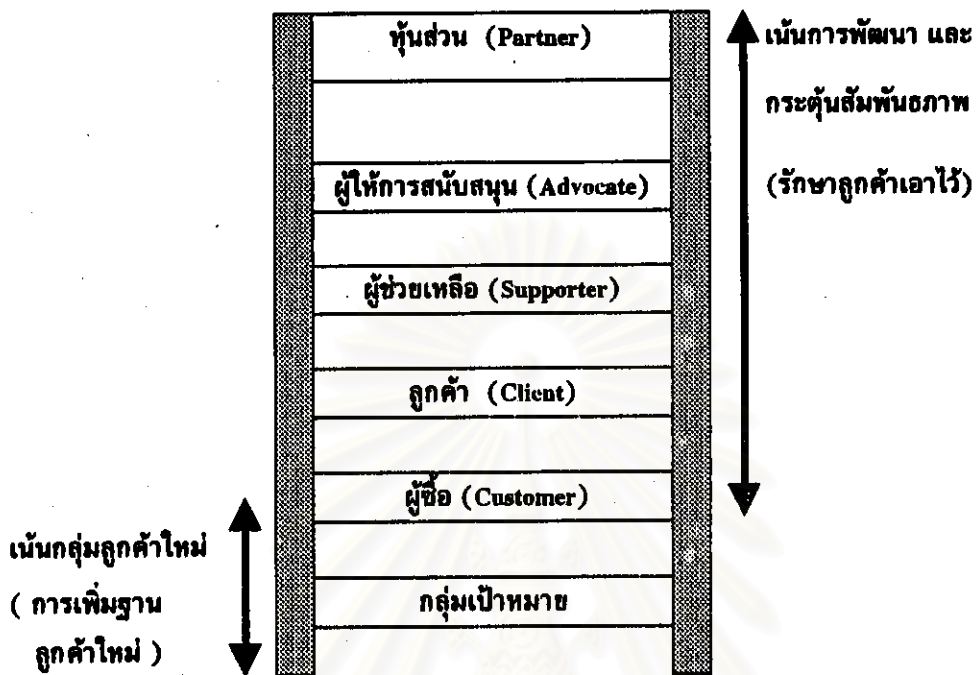 ทุ้นส่วน (Partner)
เน้นการพัฒนา และ
กระตุ้นสัมพันธภาพ
(รักษาลูกค้าเอาไว้)
ผู้ให้การสนับสนุน (Advocate)
ผู้ช่วยเหลือ (Supporter)
ลูกค้า (Client)
ผู้ซื้อ (Customer)
เน้นกลุ่มลูกค้าใหม่
( การเพิ่มฐาน
ลูกค้าใหม่ )
กลุ่มเป้าหมาย